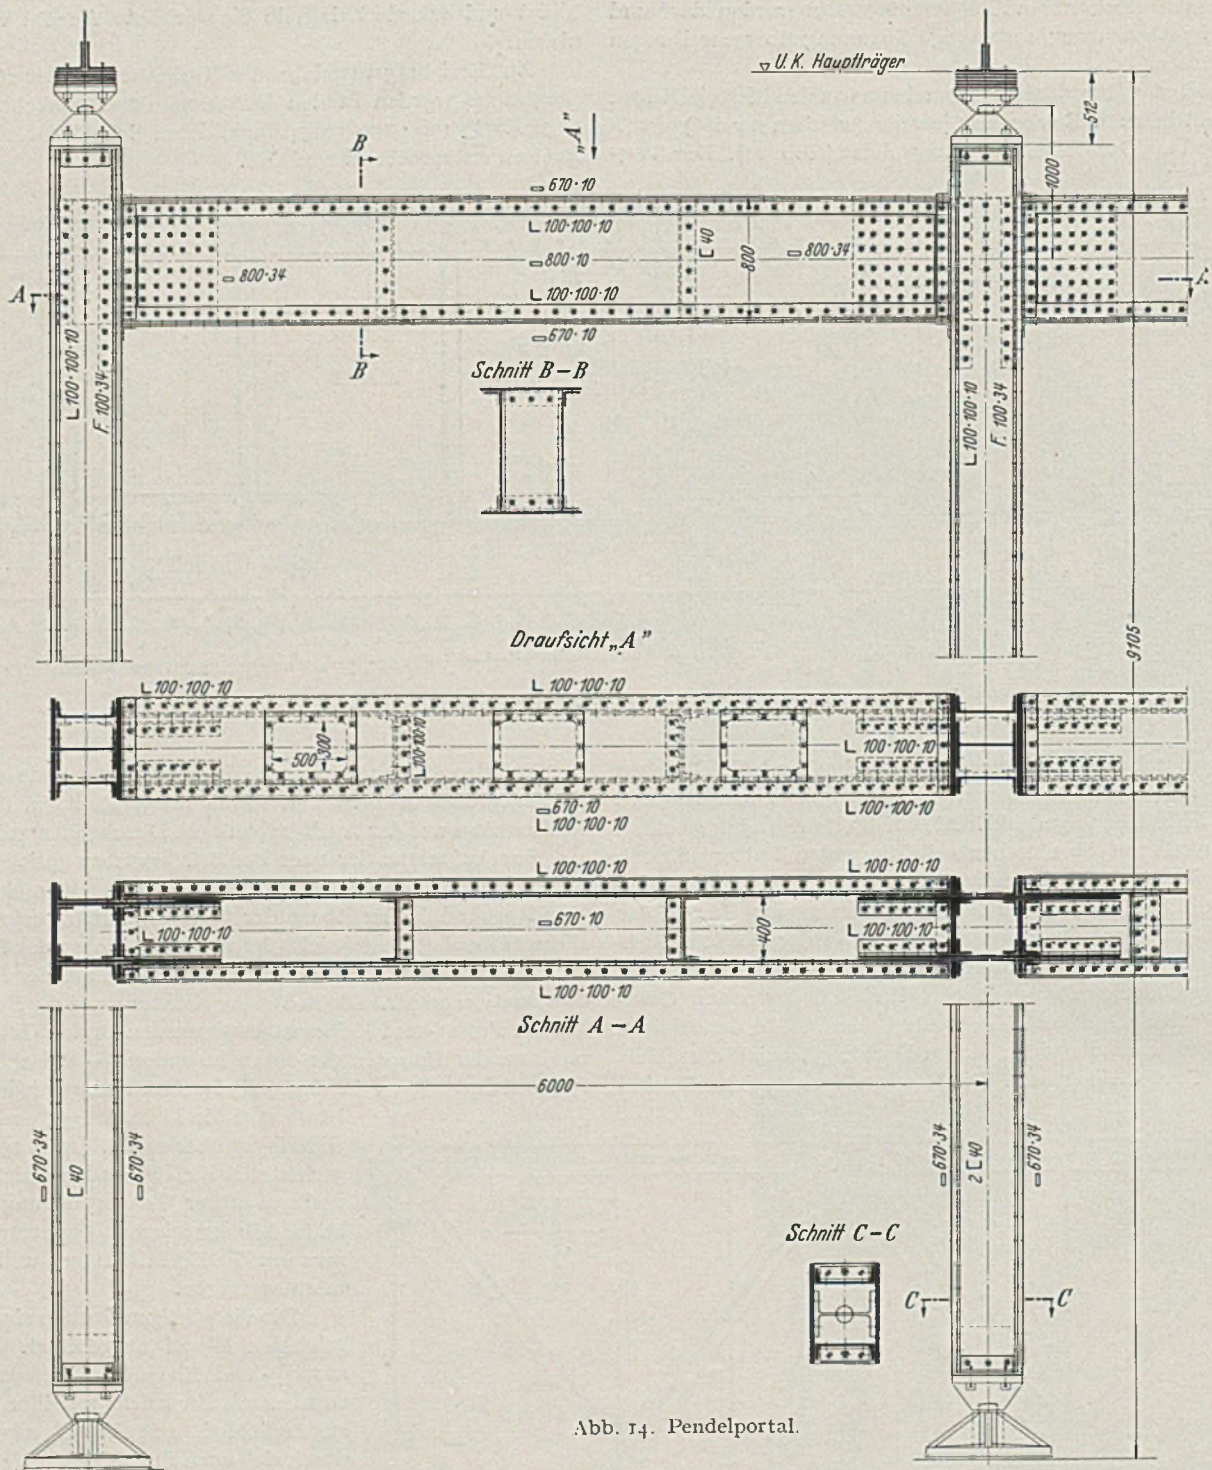 U. K. Hauptträger
512
„A”
B
1000
▭ 670·10
L 100·100·10
[ 40
▭ 800·10
800
▭ 800·34
▭ 800·34
A
A
L 100·100·10
▭ 670·10
B
L 100·100·10
F. 100·34
Schnitt B–B
L 100·100·10
F. 100·34
9105
Draufsicht „A”
L 100·100·10
L 100·100·10
500
300
L 100·100·10
L 100·100·10
▭ 670·10
L 100·100·10
L 100·100·10
L 100·100·10
L 100·100·10
▭ 670·10
L 100·100·10
400
L 100·100·10
L 100·100·10
Schnitt A–A
6000
▭ 670·34
[ 40
▭ 670·34
▭ 670·34
2 [ 40
▭ 670·34
Schnitt C–C
C
C
Abb. 14. Pendelportal.